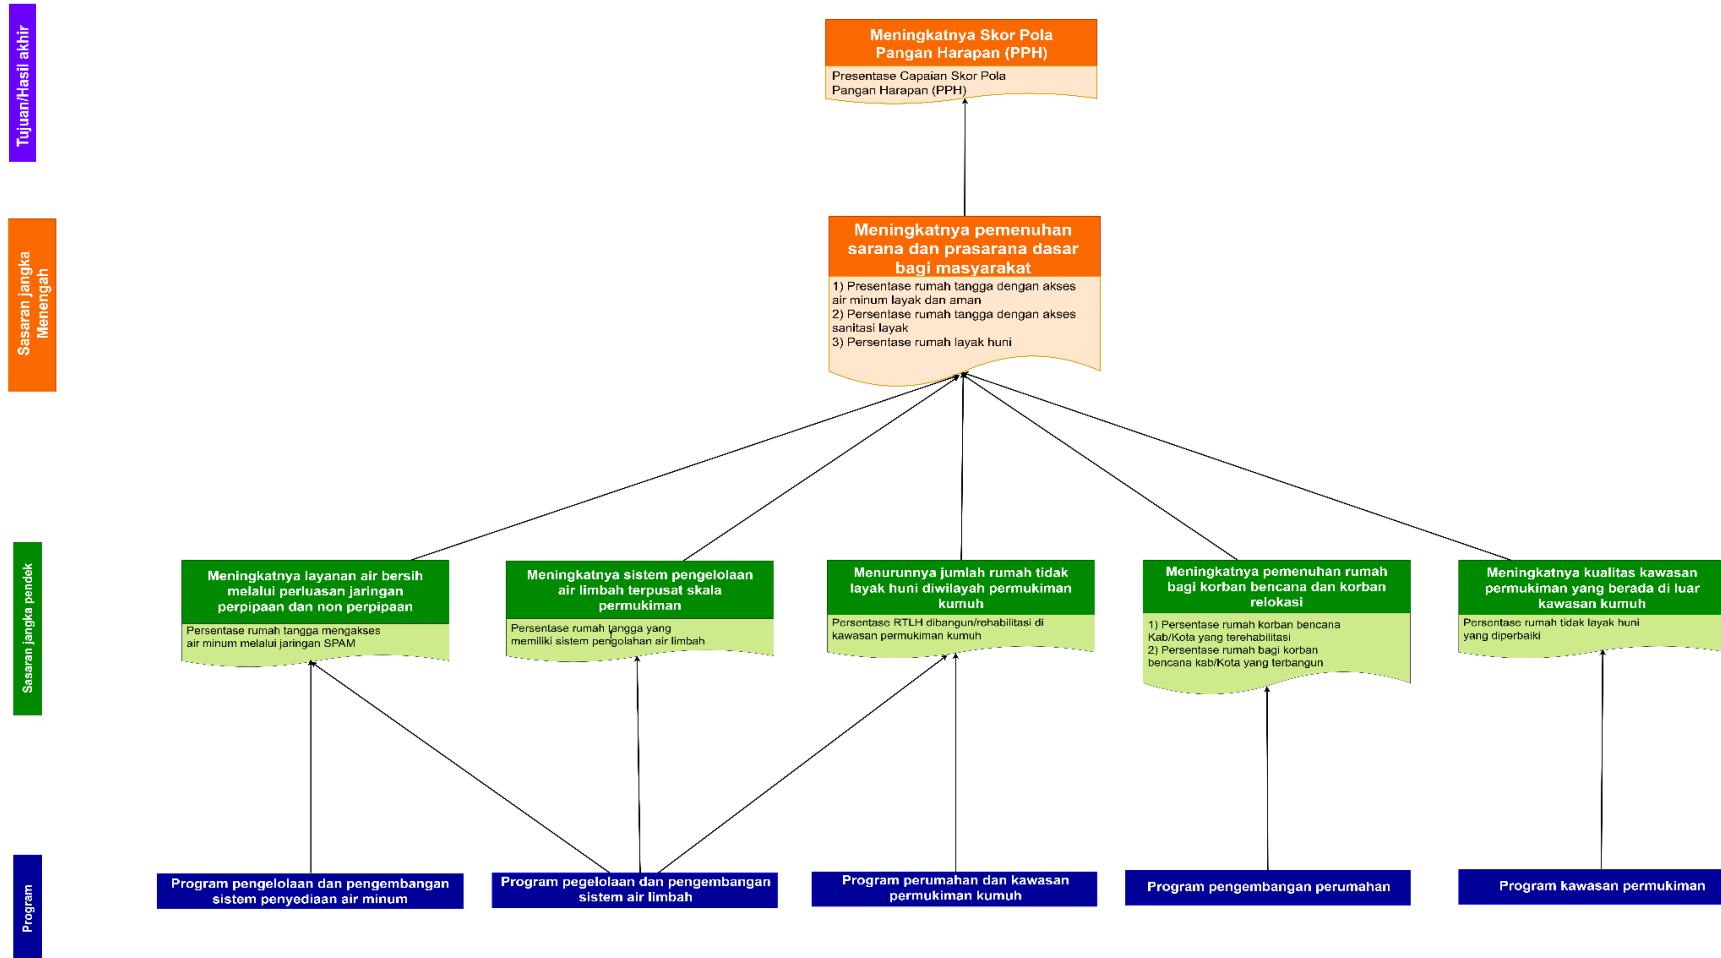 Tujuan/Hasil akhir
Meningkatnya Skor Pola
Pangan Harapan (PPH)
Presentase Capaian Skor Pola
Pangan Harapan (PPH)
Sasaran jangka
Menengah
Meningkatnya pemenuhan
sarana dan prasarana dasar
bagi masyarakat
1) Presentase rumah tangga dengan akses
air minum layak dan aman
2) Persentase rumah tangga dengan akses
sanitasi layak
3) Persentase rumah layak huni
Sasaran jangka pendek
Meningkatnya layanan air bersih
melalui perluasan jaringan
perpipaan dan non perpipaan
Persentase rumah tangga mengakses
air minum melalui jaringan SPAM
Meningkatnya sistem pengelolaan
air limbah terpusat skala
permukiman
Persentase rumah tangga yang
memiliki sistem pengolahan air limbah
Menurunnya jumlah rumah tidak
layak huni diwilayah permukiman
kumuh
Persentase RTLH dibangun/rehabilitasi di
kawasan permukiman kumuh
Meningkatnya pemenuhan rumah
bagi korban bencana dan korban
relokasi
1) Persentase rumah korban bencana
Kab/Kota yang terehabilitasi
2) Persentase rumah bagi korban
bencana kab/Kota yang terbangun
Meningkatnya kualitas kawasan
permukiman yang berada di luar
kawasan kumuh
Persentase rumah tidak layak huni
yang diperbaiki
Program
Program pengelolaan dan pengembangan
sistem penyediaan air minum
Program pegelolaan dan pengembangan
sistem air limbah
Program perumahan dan kawasan
permukiman kumuh
Program pengembangan perumahan
Program kawasan permukiman